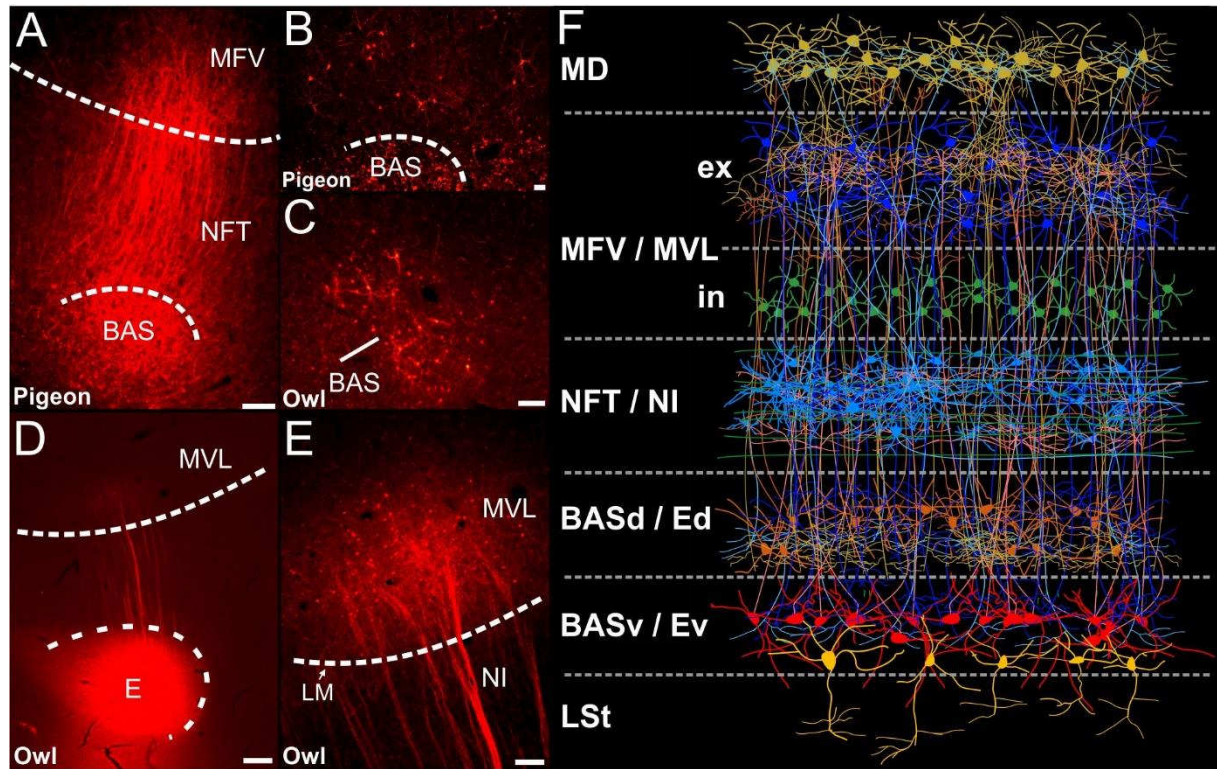 A
MFV
NFT
BAS
Pigeon
B
BAS
Pigeon
C
BAS
Owl
D
MVL
E
Owl
E
MVL
LM
NI
Owl
F
MD
ex
MFV / MVL
in
NFT / NI
BASd / Ed
BASv / Ev
LSt